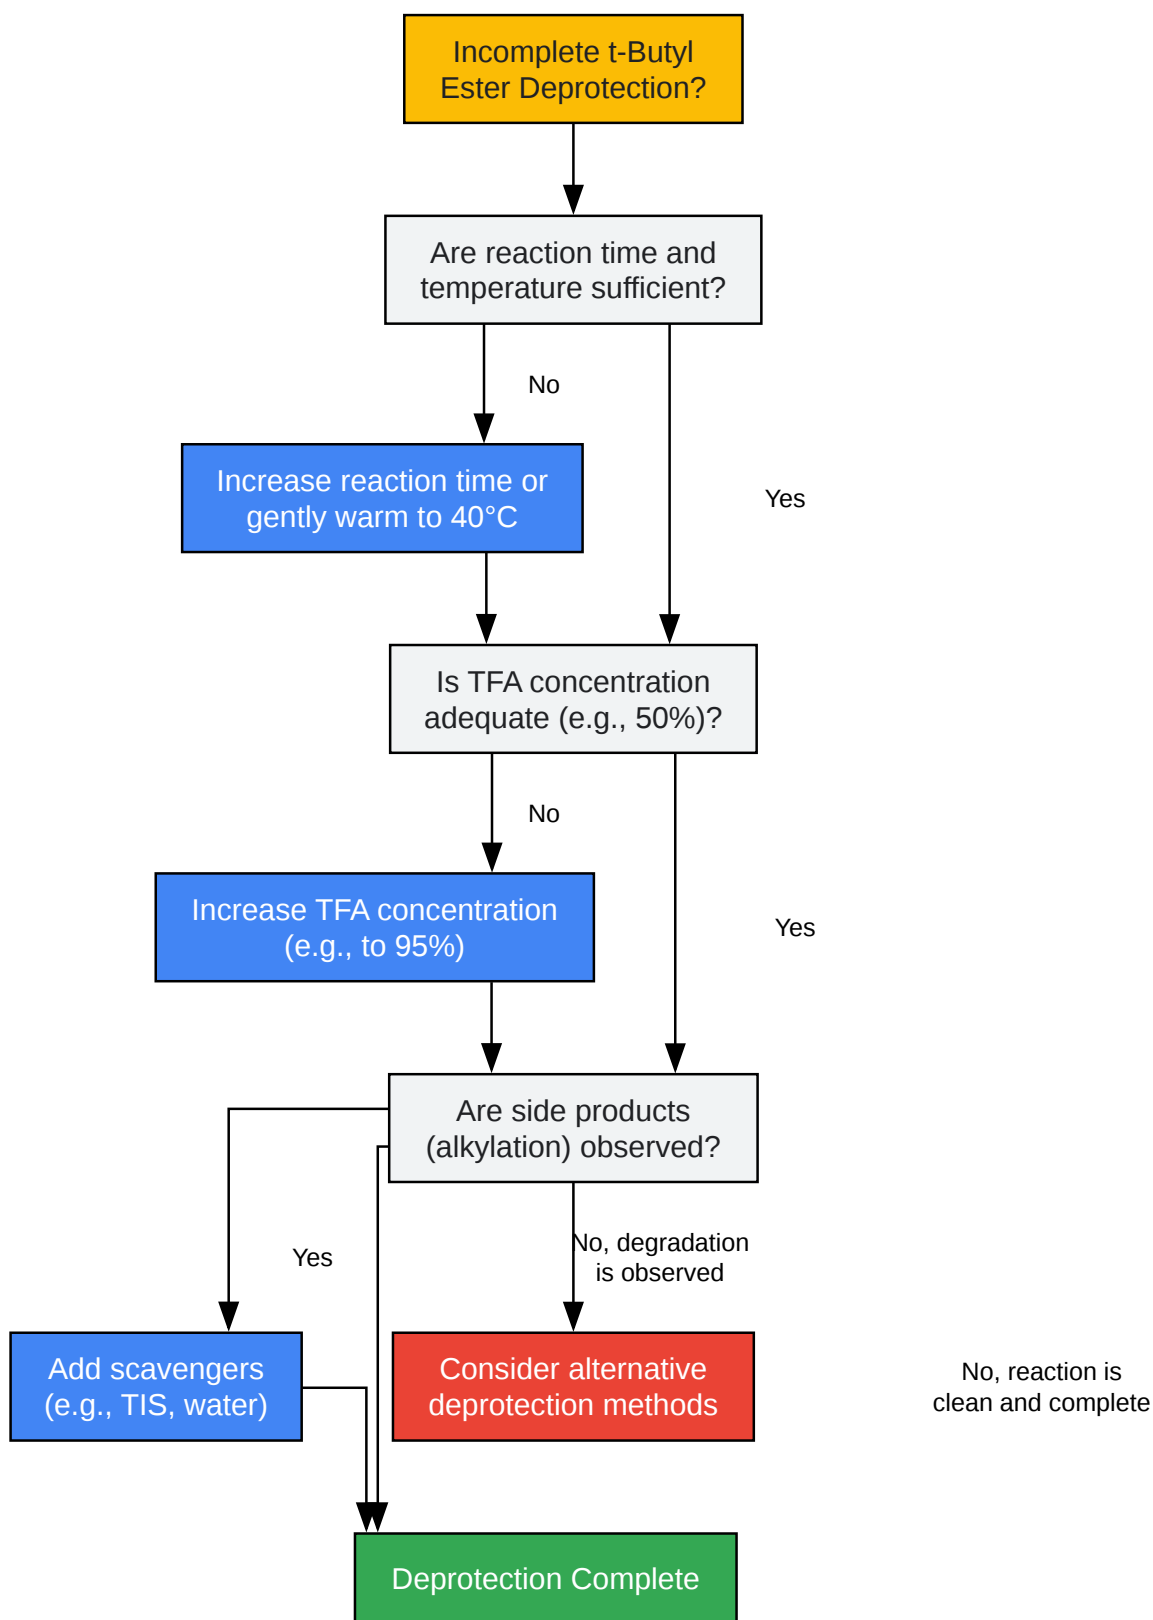 Incomplete t-Butyl
Ester Deprotection?
Are reaction time and
temperature sufficient?
No
Increase reaction time or
gently warm to 40°C
Yes
Is TFA concentration
adequate (e.g., 50%)?
No
Increase TFA concentration
(e.g., to 95%)
Yes
Are side products
(alkylation) observed?
Yes
No, degradation
is observed
Add scavengers
(e.g., TIS, water)
Consider alternative
deprotection methods
No, reaction is
clean and complete
Deprotection Complete